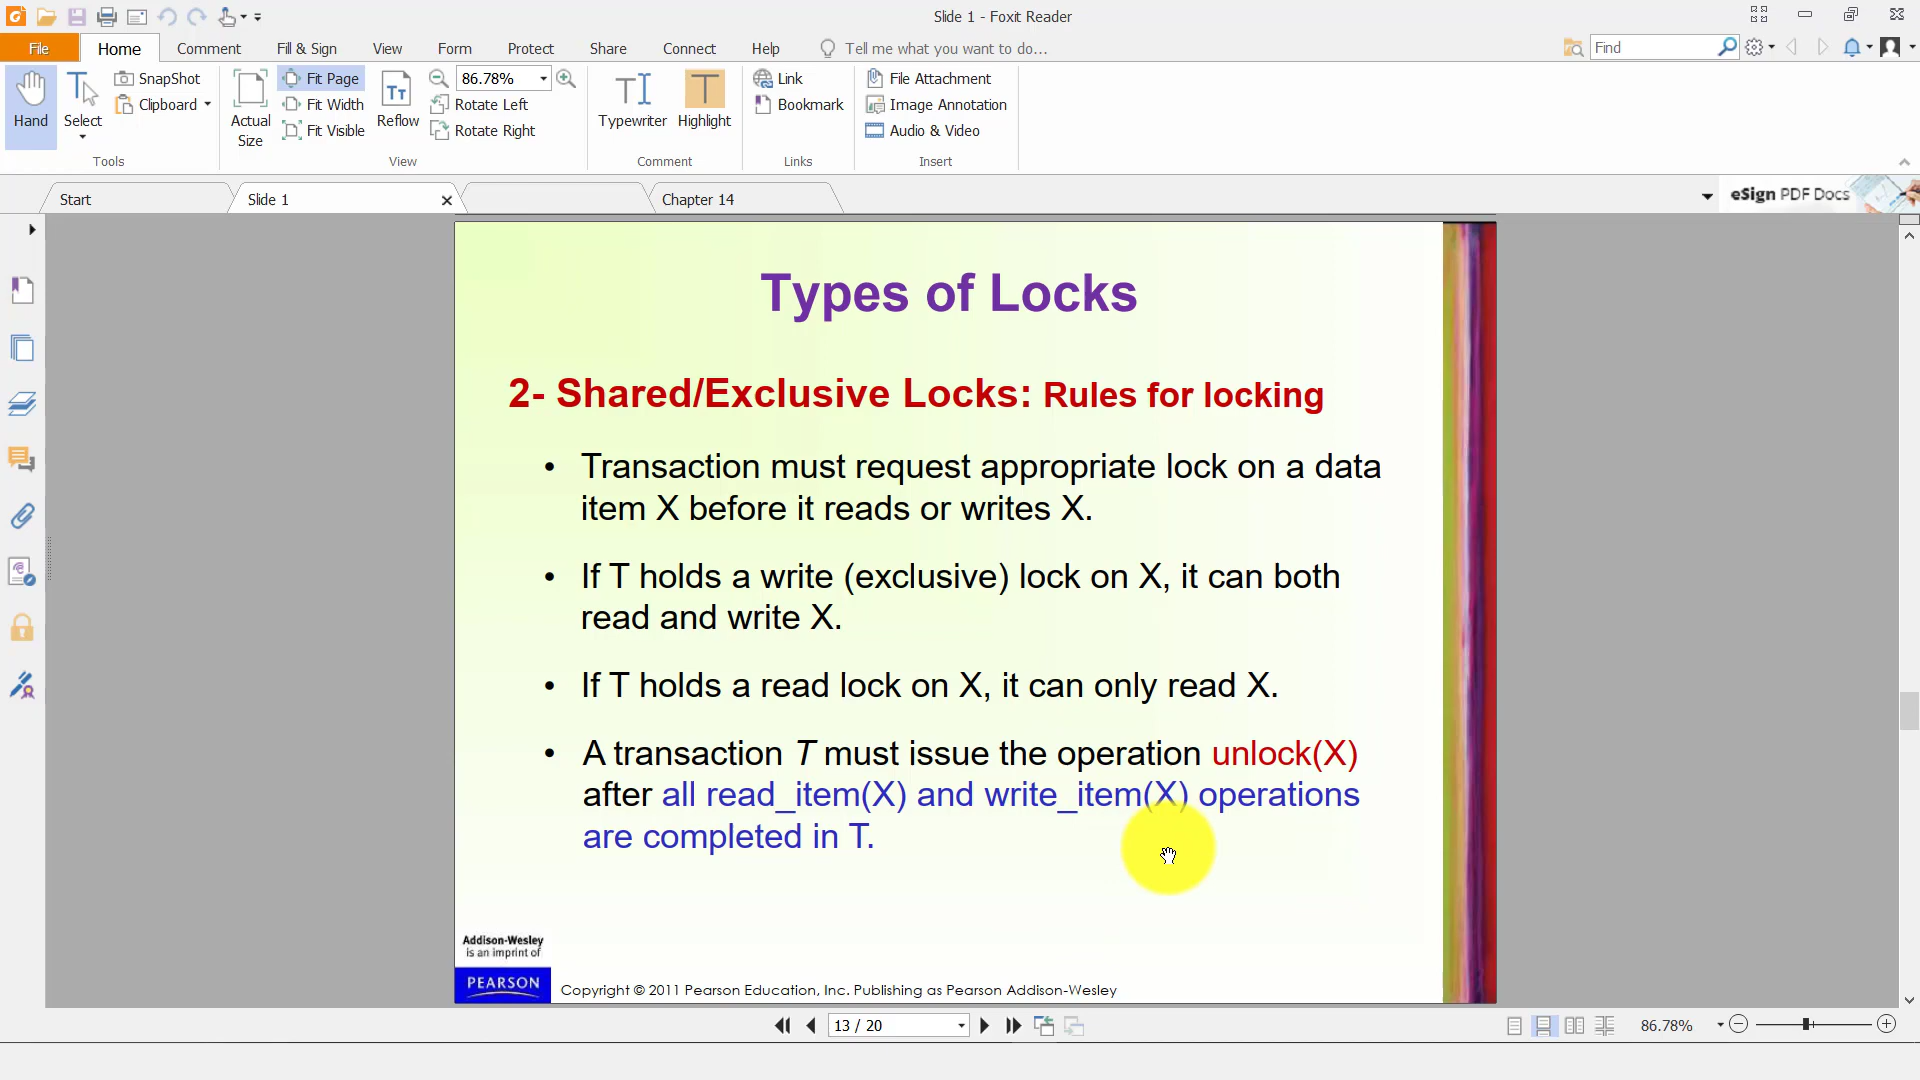 Slide 1 - Foxit Reader
File Home Comment Fill & Sign View Form Protect Share Connect Help Tell me what you want to do... Find
Hand
Select
SnapShot
Clipboard
Tools
Actual
Size
Fit Page
Fit Width
Fit Visible
Reflow
86.78%
Rotate Left
Rotate Right
View
Typewriter
Highlight
Comment
Link
Bookmark
Links
File Attachment
Image Annotation
Audio & Video
Insert
Start
Slide 1
Chapter 14
eSign PDF Docs
Types of Locks
2- Shared/Exclusive Locks: Rules for locking
• Transaction must request appropriate lock on a data
item X before it reads or writes X.
• If T holds a write (exclusive) lock on X, it can both
read and write X.
• If T holds a read lock on X, it can only read X.
• A transaction T must issue the operation unlock(X)
after all read_item(X) and write_item(X) operations
are completed in T.
Addison-Wesley
is an imprint of
PEARSON
Copyright © 2011 Pearson Education, Inc. Publishing as Pearson Addison-Wesley
13 / 20
86.78%